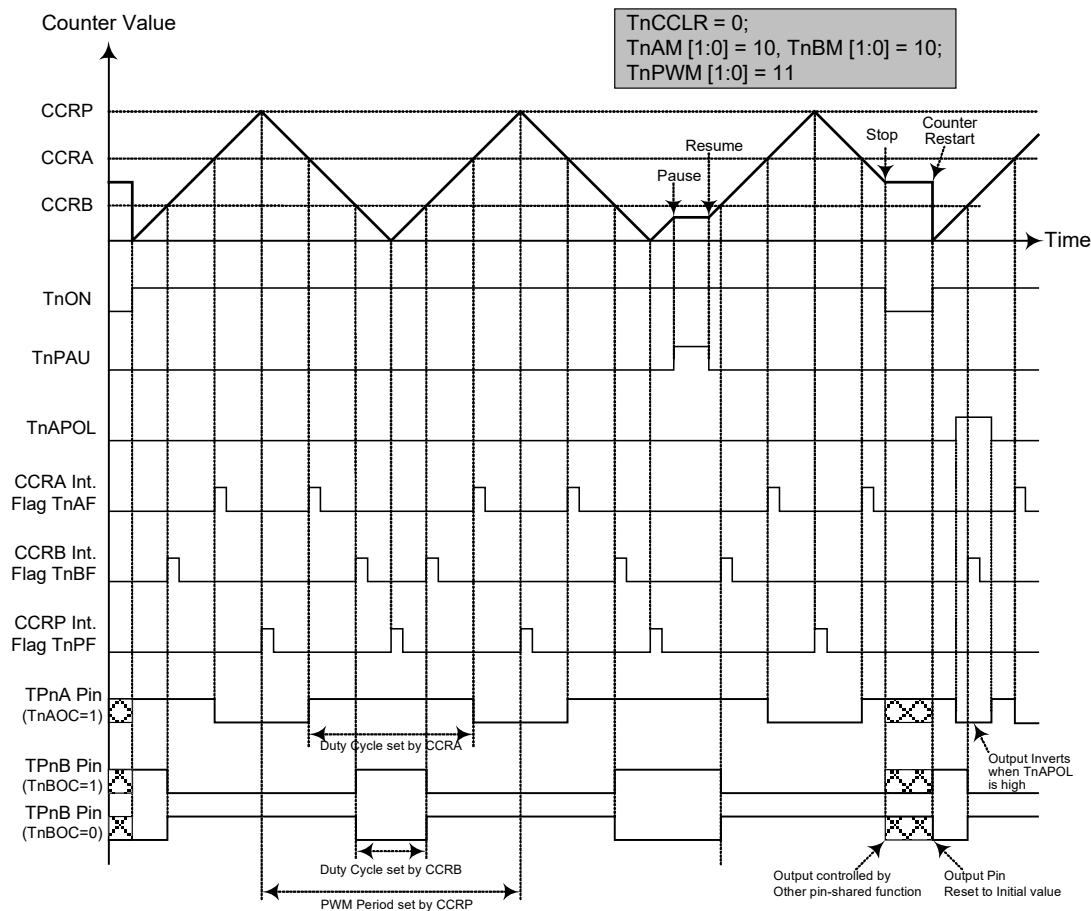 Counter Value
TnCCLR = 0;
TnAM [1:0] = 10, TnBM [1:0] = 10;
TnPWM [1:0] = 11
CCRP
CCRA
CCRB
Pause
Resume
Stop
Counter
Restart
Time
TnON
TnPAU
TnAPOL
CCRA Int.
Flag TnAF
CCRB Int.
Flag TnBF
CCRP Int.
Flag TnPF
TPnA Pin
(TnAOC=1)
Duty Cycle set by CCRA
Output Inverts
when TnAPOL
is high
TPnB Pin
(TnBOC=1)
TPnB Pin
(TnBOC=0)
Duty Cycle set by CCRB
PWM Period set by CCRP
Output controlled by
Other pin-shared function
Output Pin
Reset to Initial value